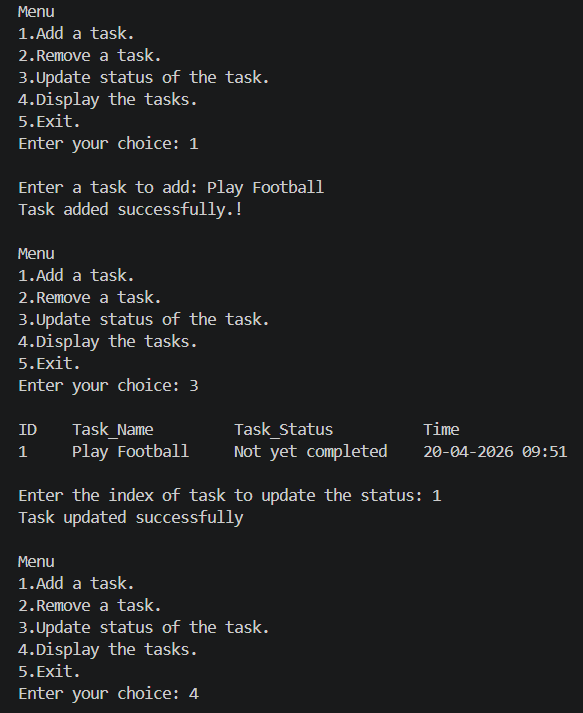 Menu
1.Add a task.
2.Remove a task.
3.Update status of the task.
4.Display the tasks.
5.Exit.
Enter your choice: 1
Enter a task to add: Play Football
Task added successfully.!
Menu
1.Add a task.
2.Remove a task.
3.Update status of the task.
4.Display the tasks.
5.Exit.
Enter your choice: 3
ID    Task_Name         Task_Status          Time
1     Play Football     Not yet completed    20-04-2026 09:51
Enter the index of task to update the status: 1
Task updated successfully
Menu
1.Add a task.
2.Remove a task.
3.Update status of the task.
4.Display the tasks.
5.Exit.
Enter your choice: 4